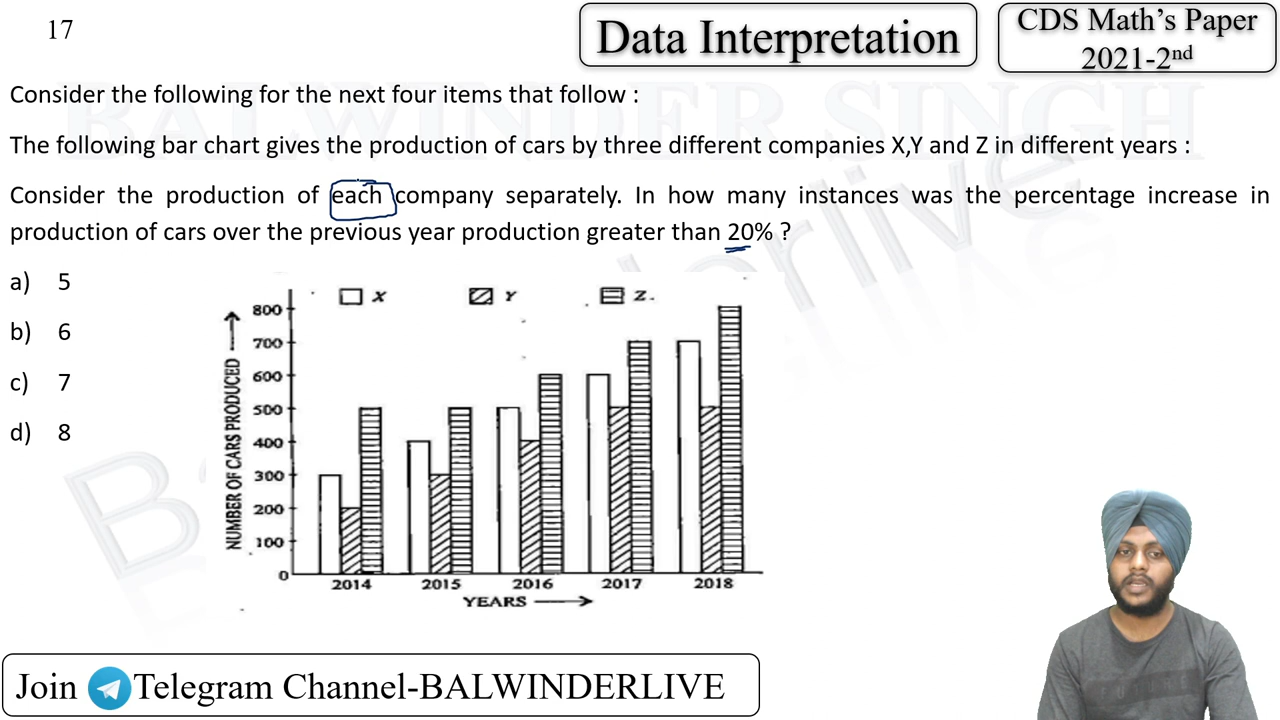 17
Data Interpretation
CDS Math’s Paper
2021-2nd
BALWINDER SINGH
Consider the following for the next four items that follow :
The following bar chart gives the production of cars by three different companies X,Y and Z in different years :
Consider the production of each company separately. In how many instances was the percentage increase in
production of cars over the previous year production greater than 20% ?
a) 5
b) 6
c) 7
d) 8
X Y Z
NUMBER OF CARS PRODUCED
800
700
600
500
400
300
200
100
0
2014 2015 2016 2017 2018
YEARS
Join Telegram Channel-BALWINDERLIVE